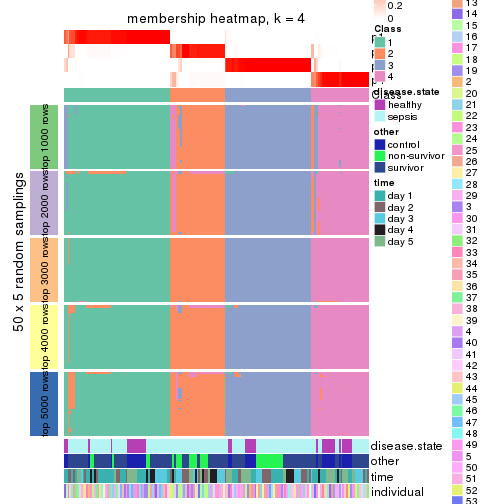 membership heatmap, k = 4
0.2
0
Class
1
2
3
4
Class
disease.state
healthy
sepsis
other
control
non-survivor
survivor
time
day 1
day 2
day 3
day 4
day 5
50 x 5 random samplings
top 1000 rows
top 2000 rows
top 3000 rows
top 4000 rows
top 5000 rows
disease.state
other
time
individual
13
14
15
16
17
18
19
2
20
21
22
23
24
25
26
27
28
29
3
30
31
32
33
34
35
36
37
38
39
4
40
41
42
43
44
45
46
47
48
49
5
50
51
52
53